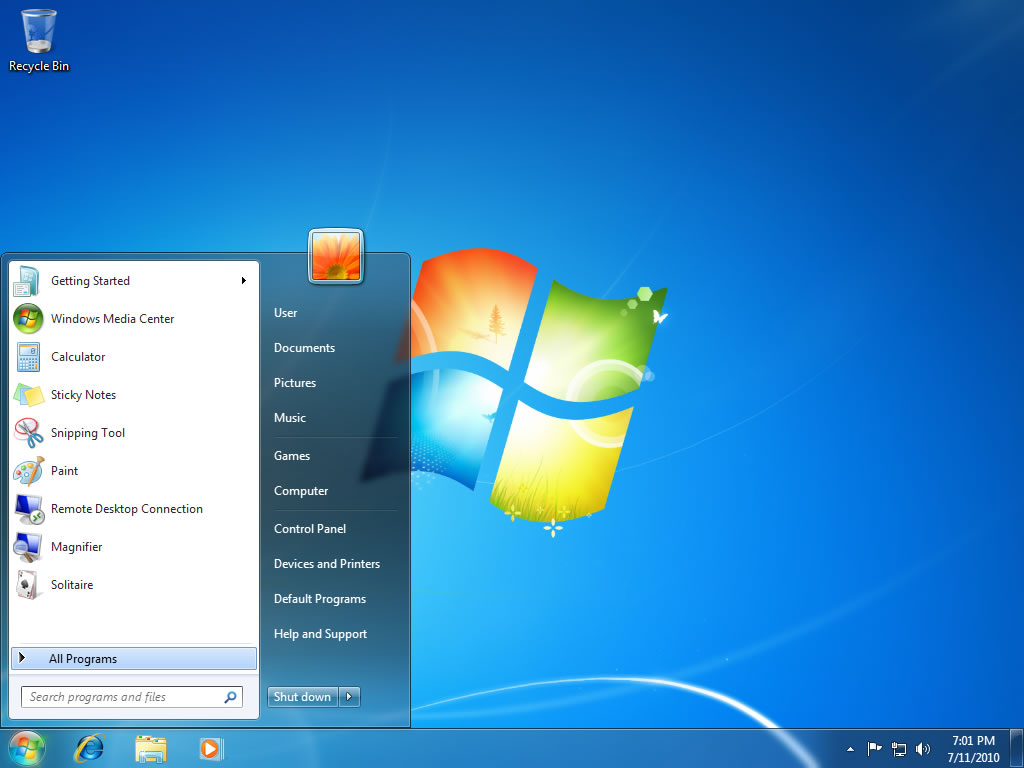 Recycle Bin
Getting Started
Windows Media Center
Calculator
Sticky Notes
Snipping Tool
Paint
Remote Desktop Connection
Magnifier
Solitaire
All Programs
Search programs and files
User
Documents
Pictures
Music
Games
Computer
Control Panel
Devices and Printers
Default Programs
Help and Support
Shut down
7:01 PM
7/11/2010